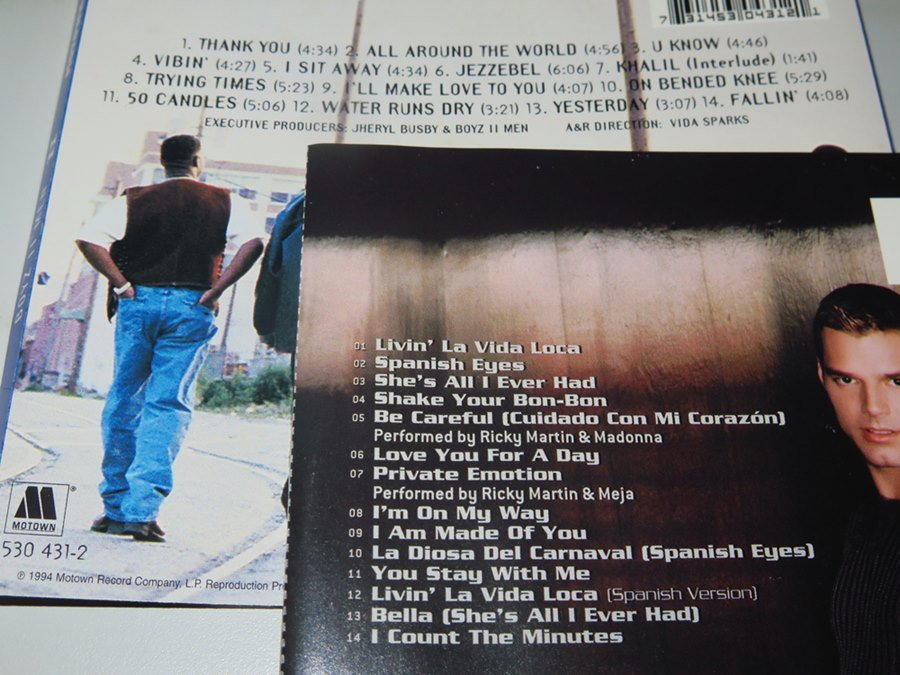 7 31453 04312 1
1. THANK YOU (4:34) 2. ALL AROUND THE WORLD (4:56) 3. U KNOW (4:46)
4. VIBIN' (4:27) 5. I SIT AWAY (4:34) 6. JEZZEBEL (6:06) 7. KHALIL (Interlude) (1:41)
8. TRYING TIMES (5:23) 9. I'LL MAKE LOVE TO YOU (4:07) 10. ON BENDED KNEE (5:29)
11. 50 CANDLES (5:06) 12. WATER RUNS DRY (3:21) 13. YESTERDAY (3:07) 14. FALLIN' (4:08)
EXECUTIVE PRODUCERS: JHERYL BUSBY & BOYZ II MEN A&R DIRECTION: VIDA SPARKS
BOYZ II MEN
M®
MOTOWN
530 431-2
℗ 1994 Motown Record Company, L.P. Reproduction
01 Livin' La Vida Loca
02 Spanish Eyes
03 She's All I Ever Had
04 Shake Your Bon-Bon
05 Be Careful (Cuidado Con Mi Corazón)
Performed by Ricky Martin & Madonna
06 Love You For A Day
07 Private Emotion
Performed by Ricky Martin & Meja
08 I'm On My Way
09 I Am Made Of You
10 La Diosa Del Carnaval (Spanish Eyes)
11 You Stay With Me
12 Livin' La Vida Loca (Spanish Version)
13 Bella (She's All I Ever Had)
14 I Count The Minutes